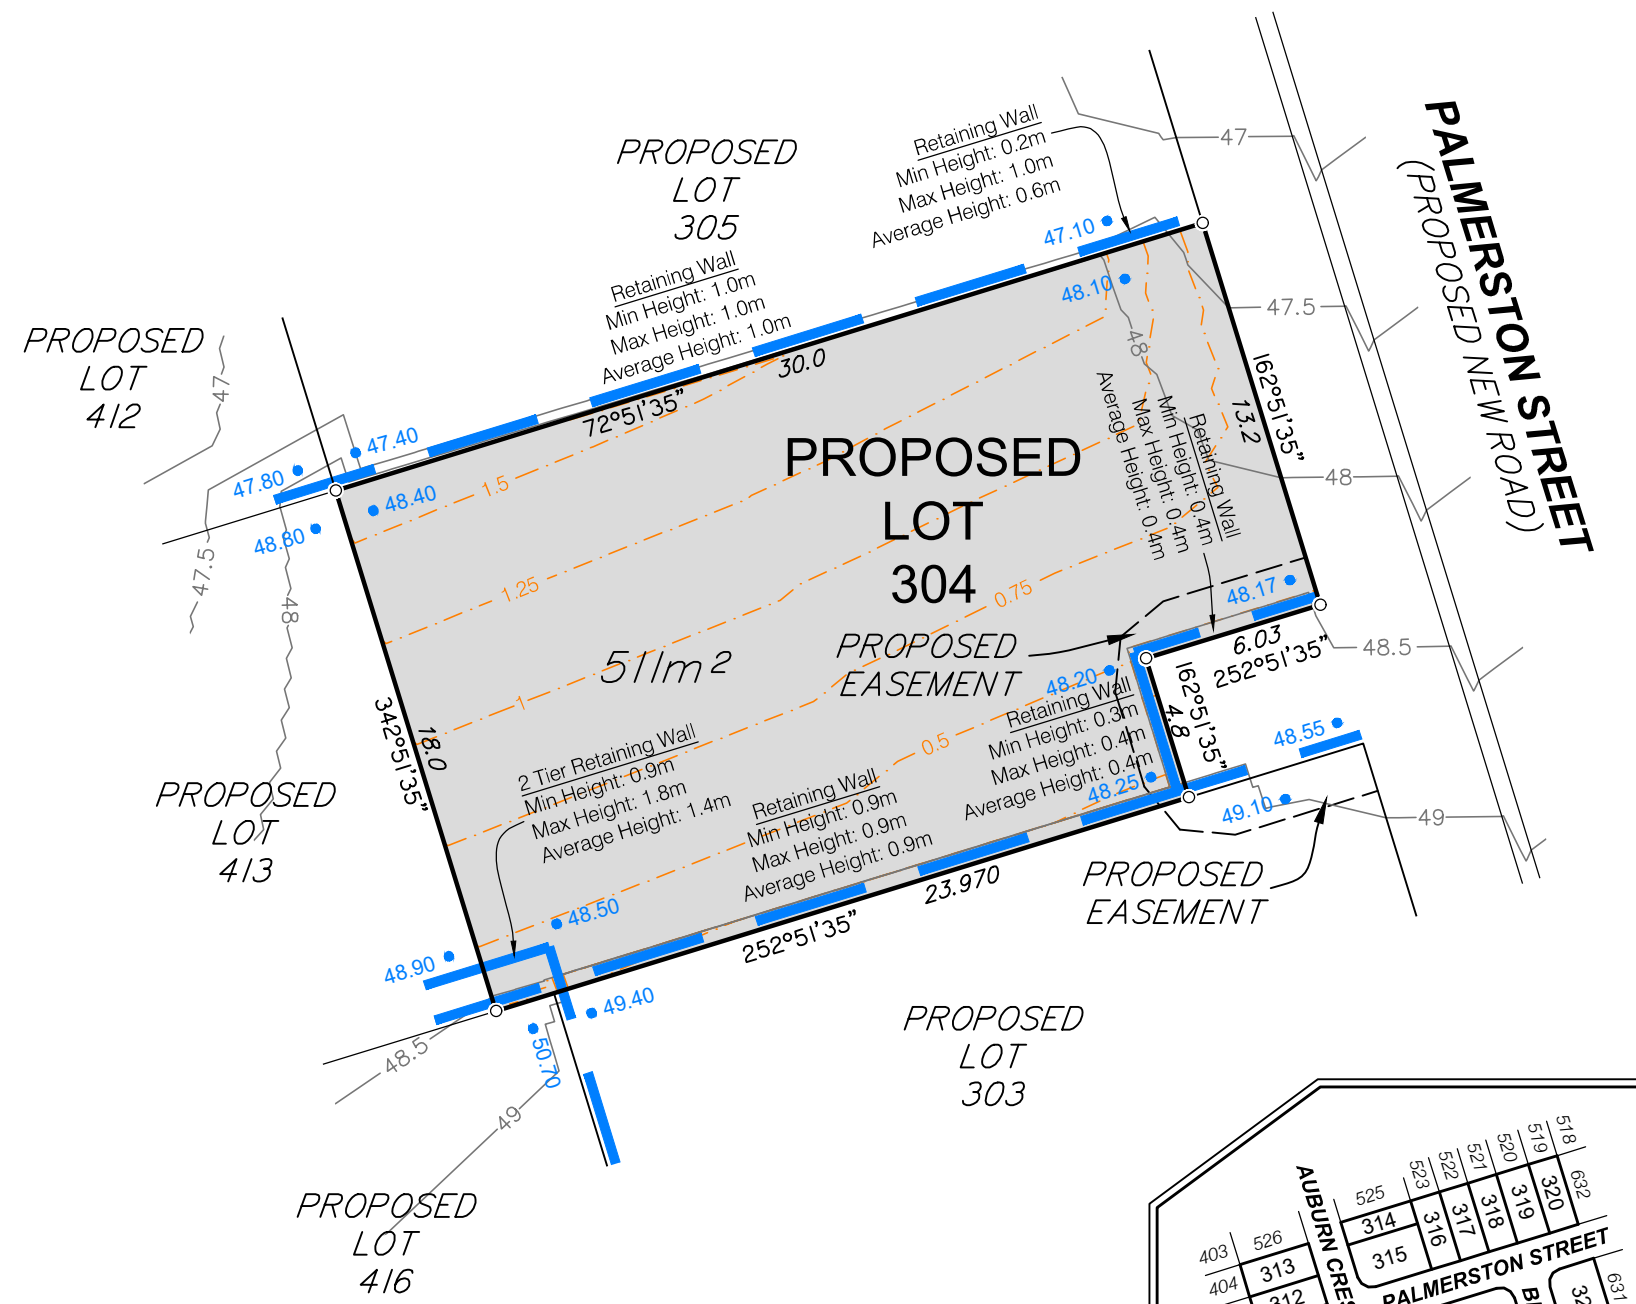 PROPOSED
LOT
305
Retaining Wall
Min Height: 0.2m
Max Height: 1.0m
Average Height: 0.6m
47
PALMERSTON STREET
(PROPOSED NEW ROAD)
47.10
48.10
47.5
48
Retaining Wall
Min Height: 1.0m
Max Height: 1.0m
Average Height: 1.0m
30.0
72°51'35"
PROPOSED
LOT
412
47
47.40
47.80
48.40
48.80
47.5
48
1.5
1.25
1
0.75
0.5
PROPOSED
LOT
304
511m²
162°51'35"
13.2
48
Retaining Wall
Min Height: 0.4m
Max Height: 0.4m
Average Height: 0.4m
48.17
6.03
252°51'35"
48.5
PROPOSED
EASEMENT
48.20
Retaining Wall
Min Height: 0.3m
Max Height: 0.4m
Average Height: 0.4m
48.25
162°51'35"
4.8
48.55
49.10
49
PROPOSED
EASEMENT
342°51'35"
18.0
PROPOSED
LOT
413
2 Tier Retaining Wall
Min Height: 0.9m
Max Height: 1.8m
Average Height: 1.4m
Retaining Wall
Min Height: 0.9m
Max Height: 0.9m
Average Height: 0.9m
23.970
252°51'35"
48.50
48.90
49.40
50.70
48.5
49
PROPOSED
LOT
303
PROPOSED
LOT
416
AUBURN CRES
525
523
522
521
520
519
518
632
314
316
317
318
319
320
315
403
526
404
313
312
PALMERSTON STREET
631